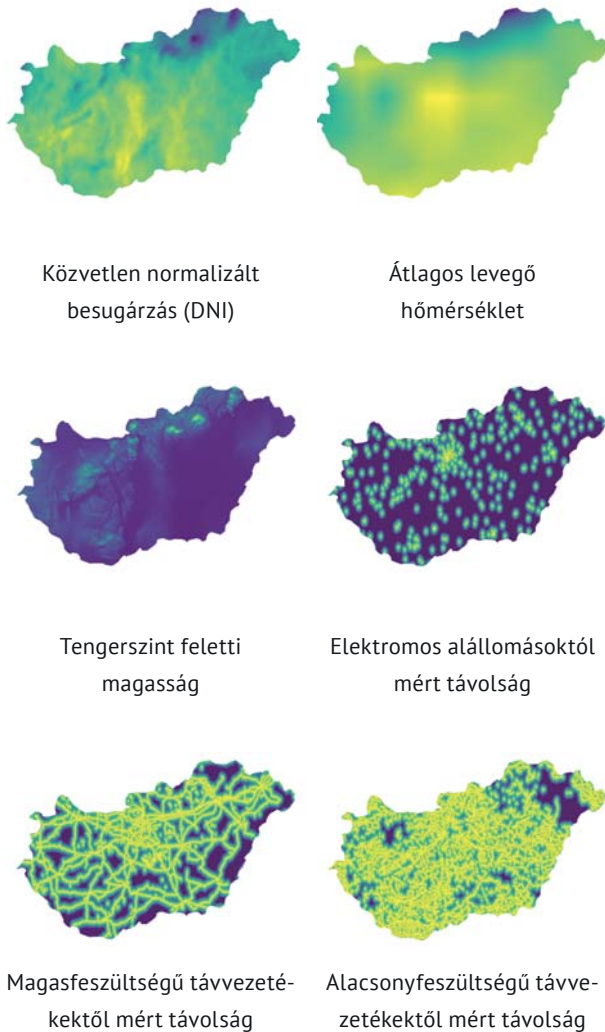 Közvetlen normalizált
besugárzás (DNI)
Átlagos levegő
hőmérséklet
Tengerszint feletti
magasság
Elektromos alállomásoktól
mért távolság
Magasfeszültségű távvezeté-
kektől mért távolság
Alacsonyfeszültségű távve-
zetékektől mért távolság